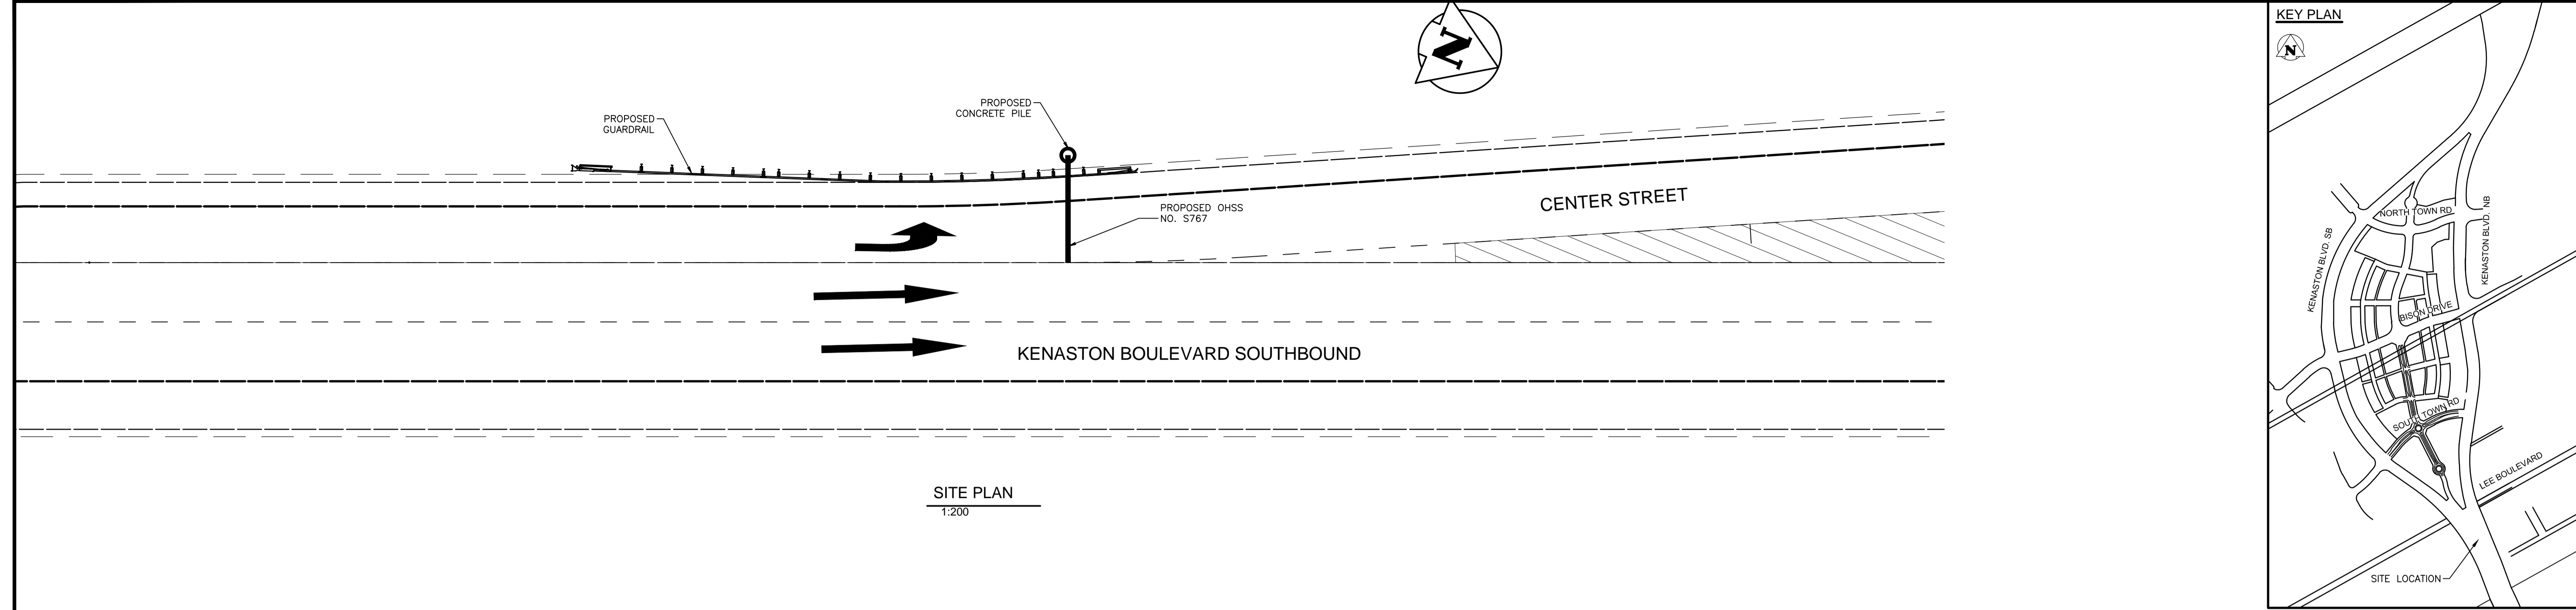 N
PROPOSED
GUARDRAIL
PROPOSED
CONCRETE PILE
PROPOSED OHSS
NO. S767
CENTER STREET
KENASTON BOULEVARD SOUTHBOUND
SITE PLAN
1:200
KEY PLAN
N
NORTH TOWN RD
KENASTON BLVD. NB
KENASTON BLVD. SB
BISON DRIVE
SOUTH TOWN RD
LEE BOULEVARD
SITE LOCATION